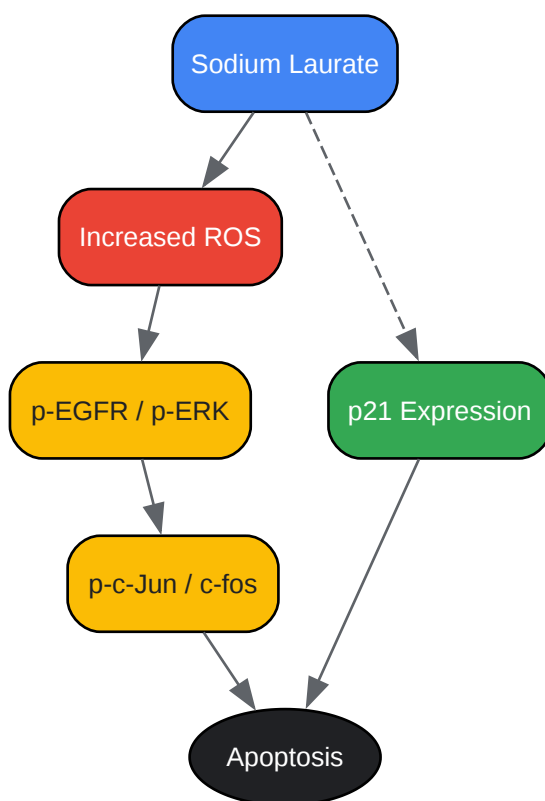 Sodium Laurate
Increased ROS
p-EGFR / p-ERK
p21 Expression
p-c-Jun / c-fos
Apoptosis